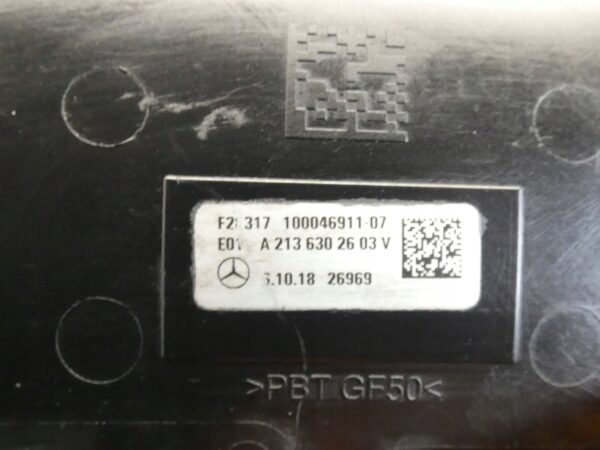 317 100046911-07
A 213 630 26 03 V
.10.18 26969
>PBT GF50<